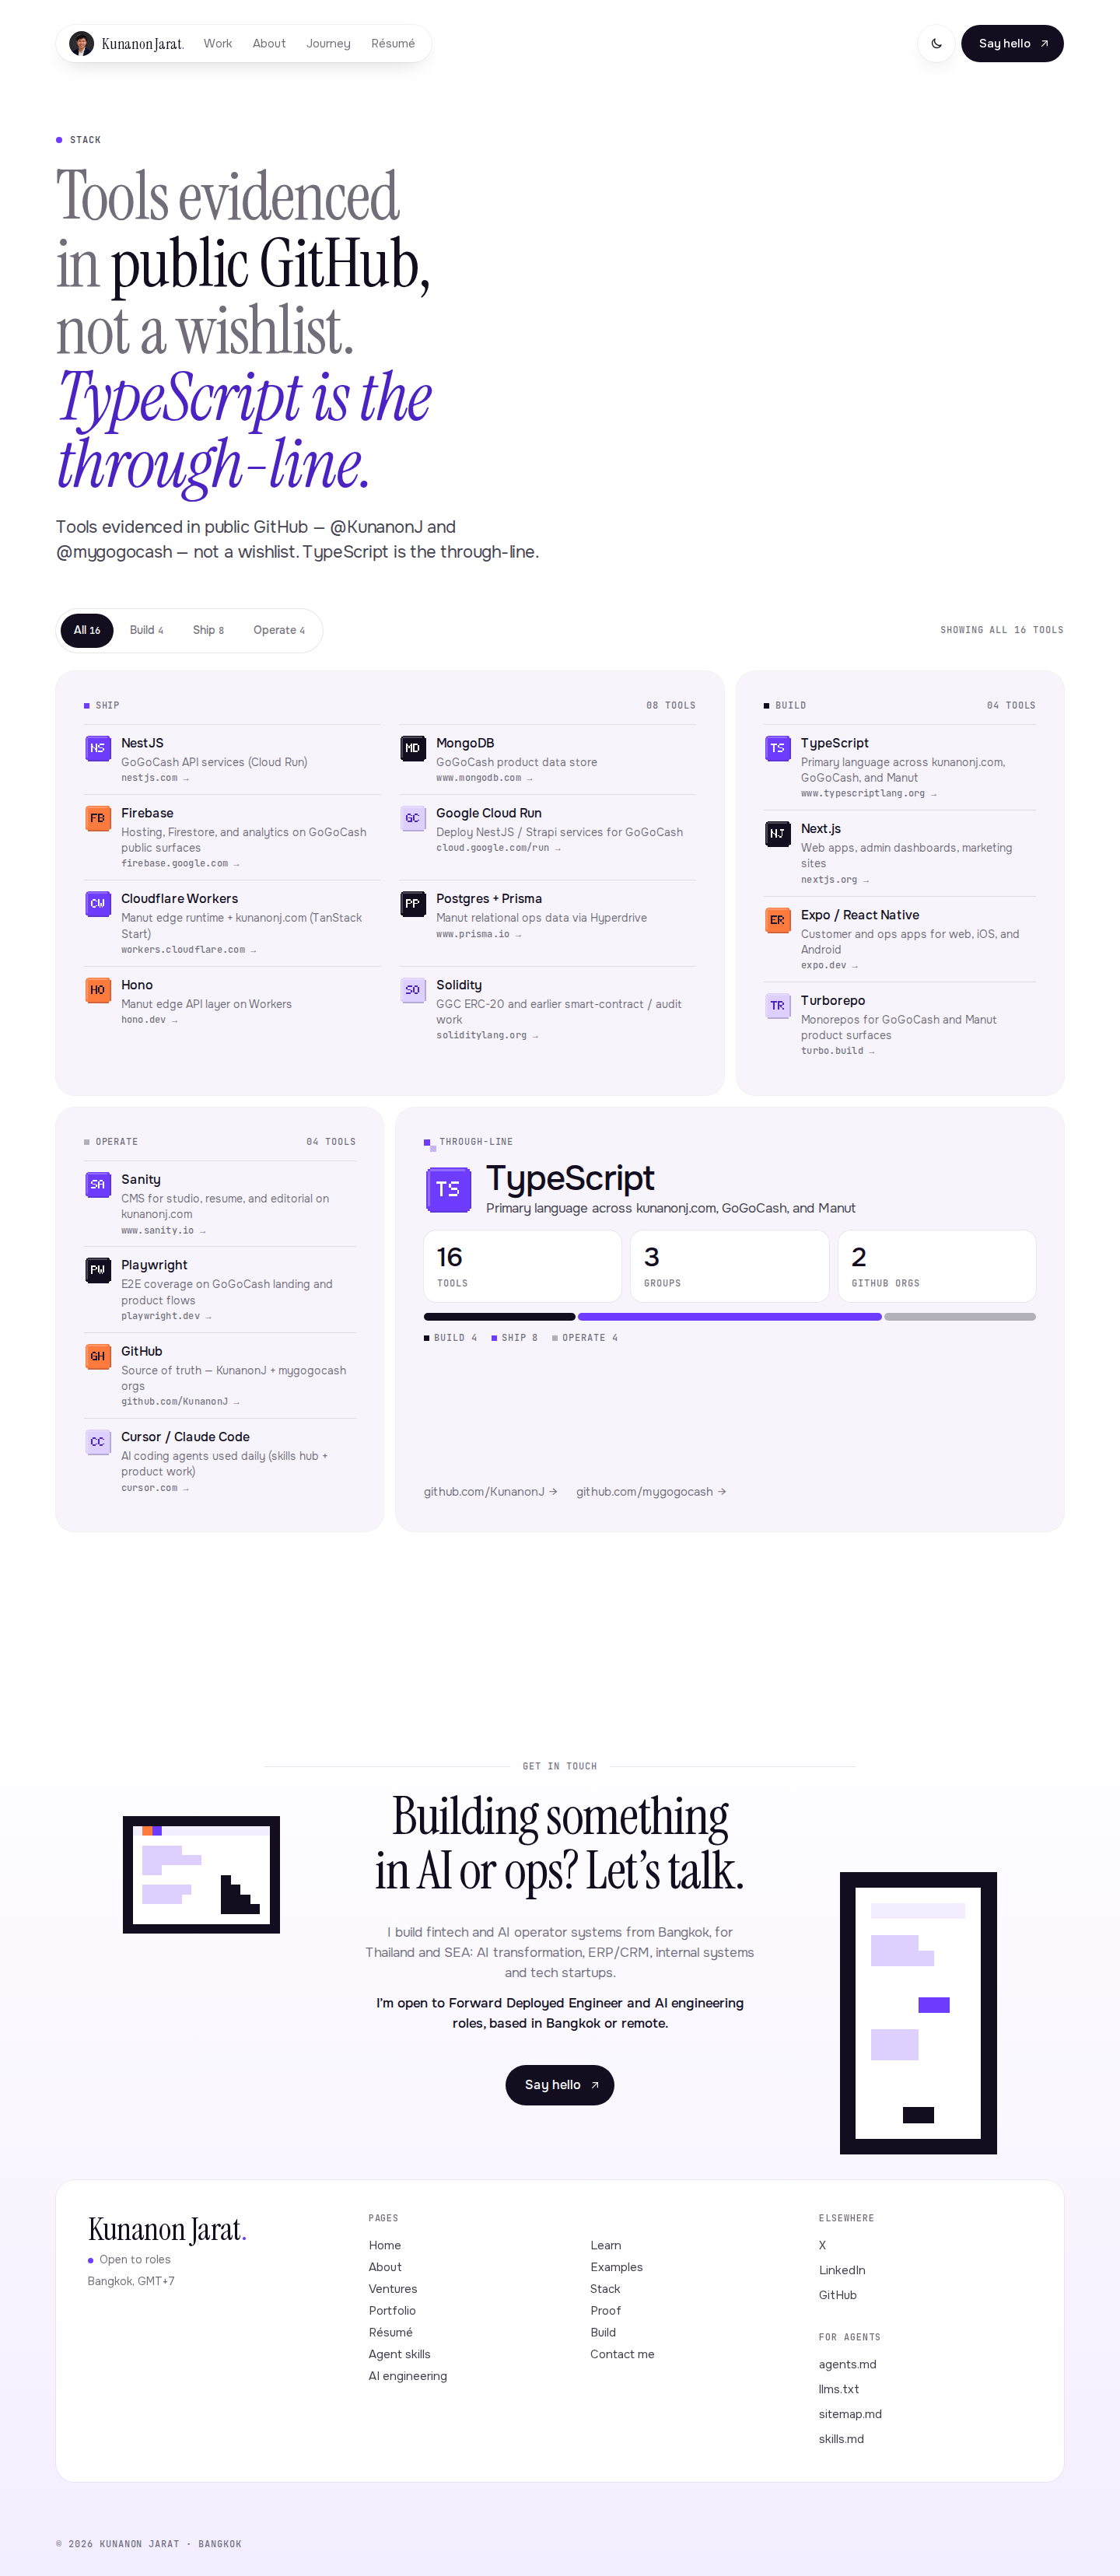 Kunanon Jarat.
Work
About
Journey
Résumé
Say hello ↗
STACK
Tools evidenced
in public GitHub,
not a wishlist.
TypeScript is the
through-line.
Tools evidenced in public GitHub — @KunanonJ and
@mygogocash — not a wishlist. TypeScript is the through-line.
All 16
Build 4
Ship 8
Operate 4
SHOWING ALL 16 TOOLS
SHIP
08 TOOLS
NS
NestJS
GoGoCash API services (Cloud Run)
nestjs.com →
MD
MongoDB
GoGoCash product data store
www.mongodb.com →
FB
Firebase
Hosting, Firestore, and analytics on GoGoCash
public surfaces
firebase.google.com →
GC
Google Cloud Run
Deploy NestJS / Strapi services for GoGoCash
cloud.google.com/run →
CW
Cloudflare Workers
Manut edge runtime + kunanonj.com (TanStack
Start)
workers.cloudflare.com →
PP
Postgres + Prisma
Manut relational ops data via Hyperdrive
www.prisma.io →
HO
Hono
Manut edge API layer on Workers
hono.dev →
SO
Solidity
GGC ERC-20 and earlier smart-contract / audit
work
soliditylang.org →
BUILD
04 TOOLS
TS
TypeScript
Primary language across kunanonj.com,
GoGoCash, and Manut
www.typescriptlang.org →
NJ
Next.js
Web apps, admin dashboards, marketing
sites
nextjs.org →
ER
Expo / React Native
Customer and ops apps for web, iOS, and
Android
expo.dev →
TR
Turborepo
Monorepos for GoGoCash and Manut
product surfaces
turbo.build →
OPERATE
04 TOOLS
SA
Sanity
CMS for studio, resume, and editorial on
kunanonj.com
www.sanity.io →
PW
Playwright
E2E coverage on GoGoCash landing and
product flows
playwright.dev →
GH
GitHub
Source of truth — KunanonJ + mygogocash
orgs
github.com/KunanonJ →
CC
Cursor / Claude Code
AI coding agents used daily (skills hub +
product work)
cursor.com →
THROUGH-LINE
TS
TypeScript
Primary language across kunanonj.com, GoGoCash, and Manut
16
TOOLS
3
GROUPS
2
GITHUB ORGS
BUILD 4
SHIP 8
OPERATE 4
github.com/KunanonJ →
github.com/mygogocash →
GET IN TOUCH
Building something
in AI or ops? Let’s talk.
I build fintech and AI operator systems from Bangkok, for
Thailand and SEA: AI transformation, ERP/CRM, internal systems
and tech startups.
I’m open to Forward Deployed Engineer and AI engineering
roles, based in Bangkok or remote.
Say hello ↗
Kunanon Jarat.
Open to roles
Bangkok, GMT+7
PAGES
Home
About
Ventures
Portfolio
Résumé
Agent skills
AI engineering
Learn
Examples
Stack
Proof
Build
Contact me
ELSEWHERE
X
LinkedIn
GitHub
FOR AGENTS
agents.md
llms.txt
sitemap.md
skills.md
© 2026 KUNANON JARAT · BANGKOK